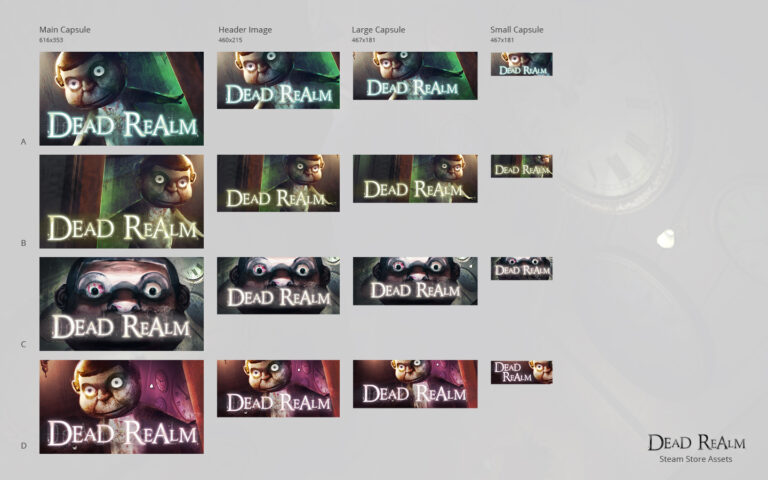 Main Capsule
616x353
Header Image
460x215
Large Capsule
467x181
Small Capsule
467x181
A
DEAD REALM
DEAD REALM
DEAD REALM
DEAD REALM
B
DEAD REALM
DEAD REALM
DEAD REALM
DEAD REALM
C
DEAD REALM
DEAD REALM
DEAD REALM
DEAD REALM
D
DEAD REALM
DEAD REALM
DEAD REALM
DEAD
REALM
DEAD REALM
Steam Store Assets